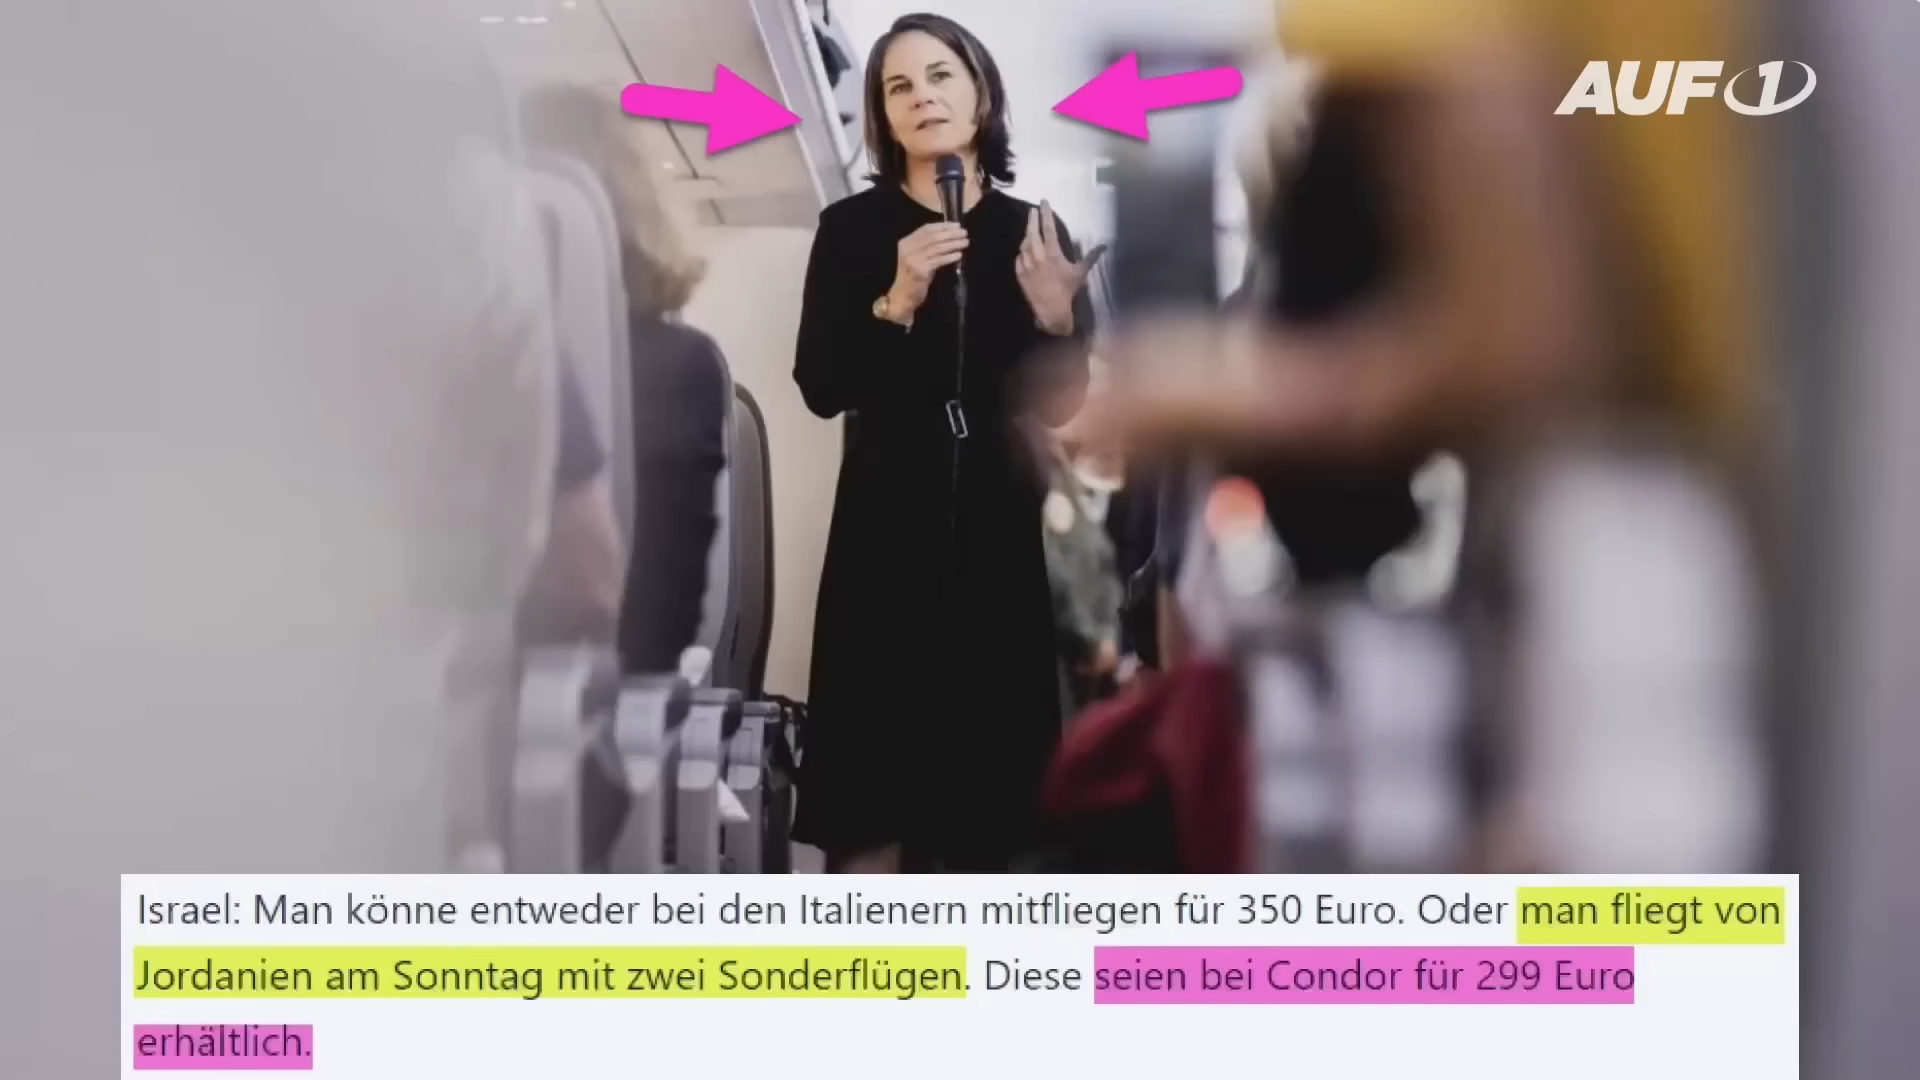 AUF1
Israel: Man könne entweder bei den Italienern mitfliegen für 350 Euro. Oder man fliegt von
Jordanien am Sonntag mit zwei Sonderflügen. Diese seien bei Condor für 299 Euro
erhältlich.